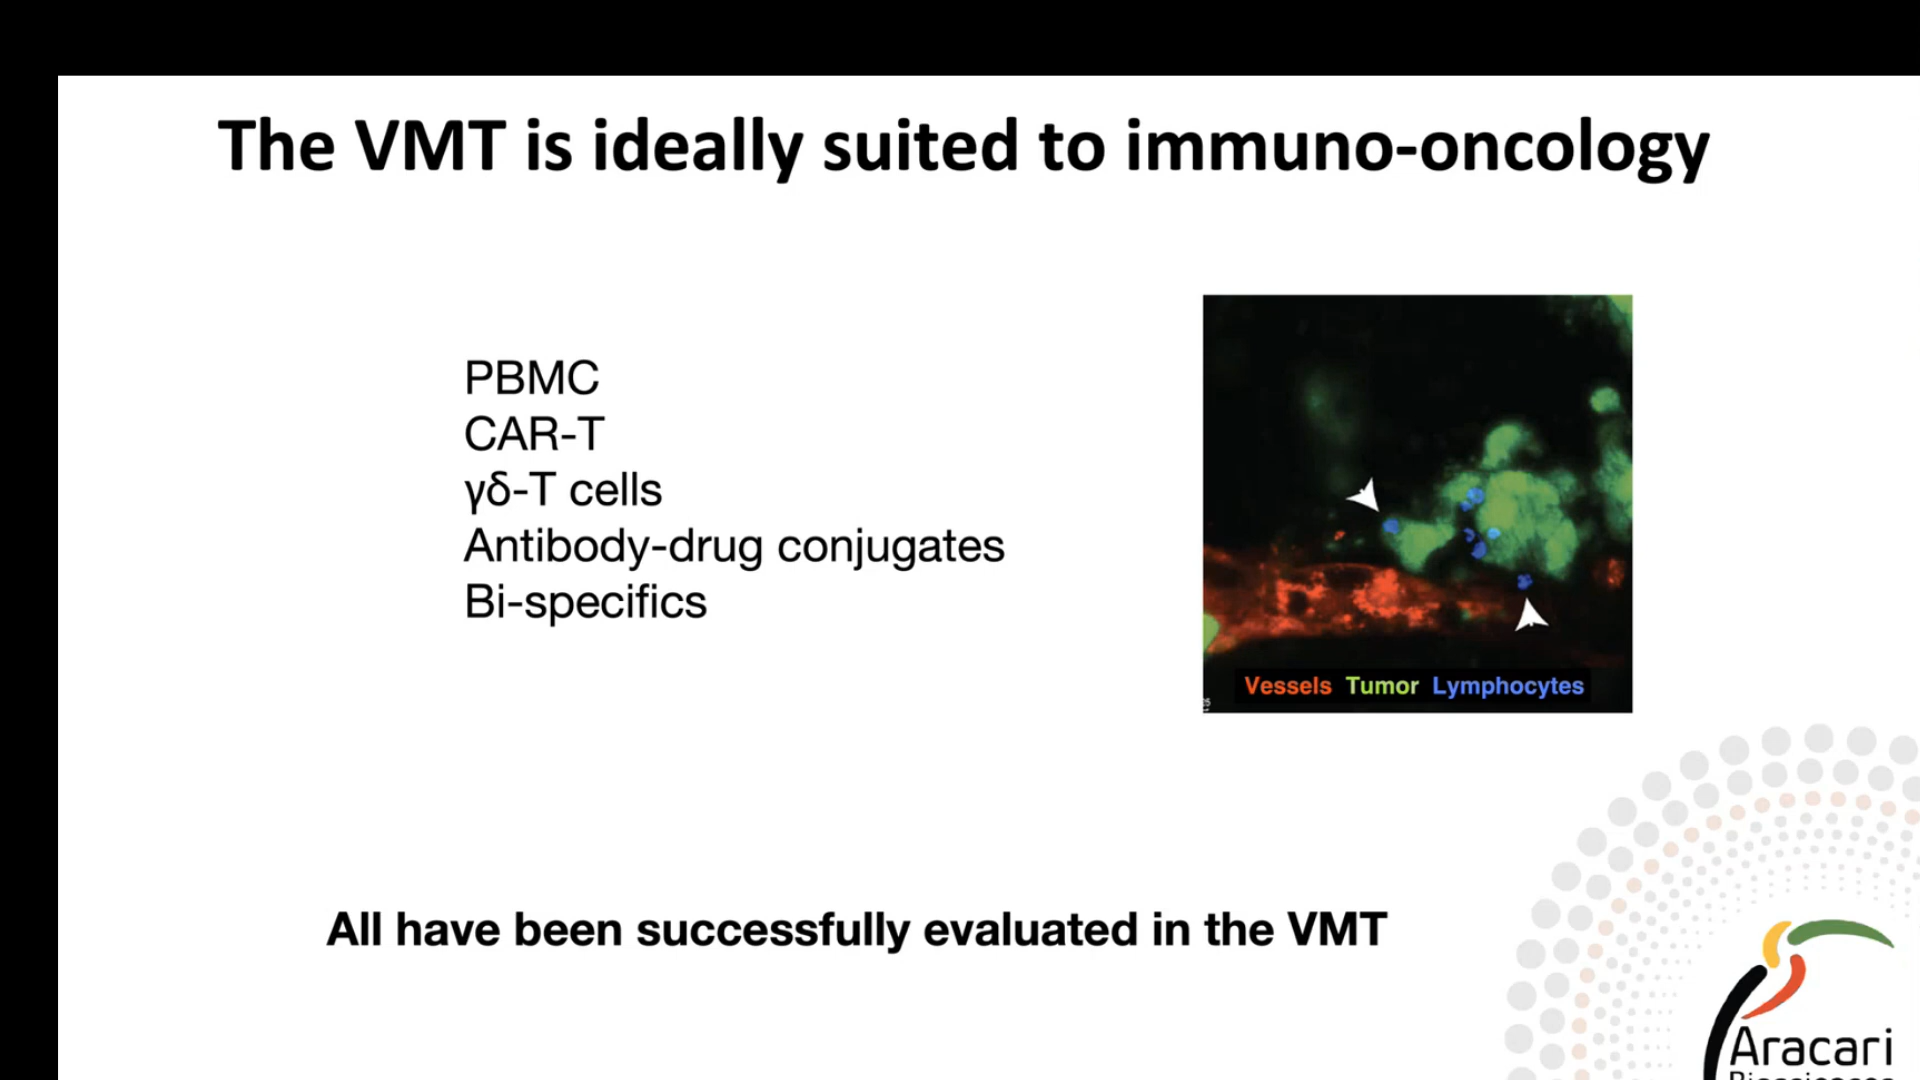 The VMT is ideally suited to immuno-oncology
PBMC
CAR-T
γδ-T cells
Antibody-drug conjugates
Bi-specifics
Vessels Tumor Lymphocytes
All have been successfully evaluated in the VMT
Aracari